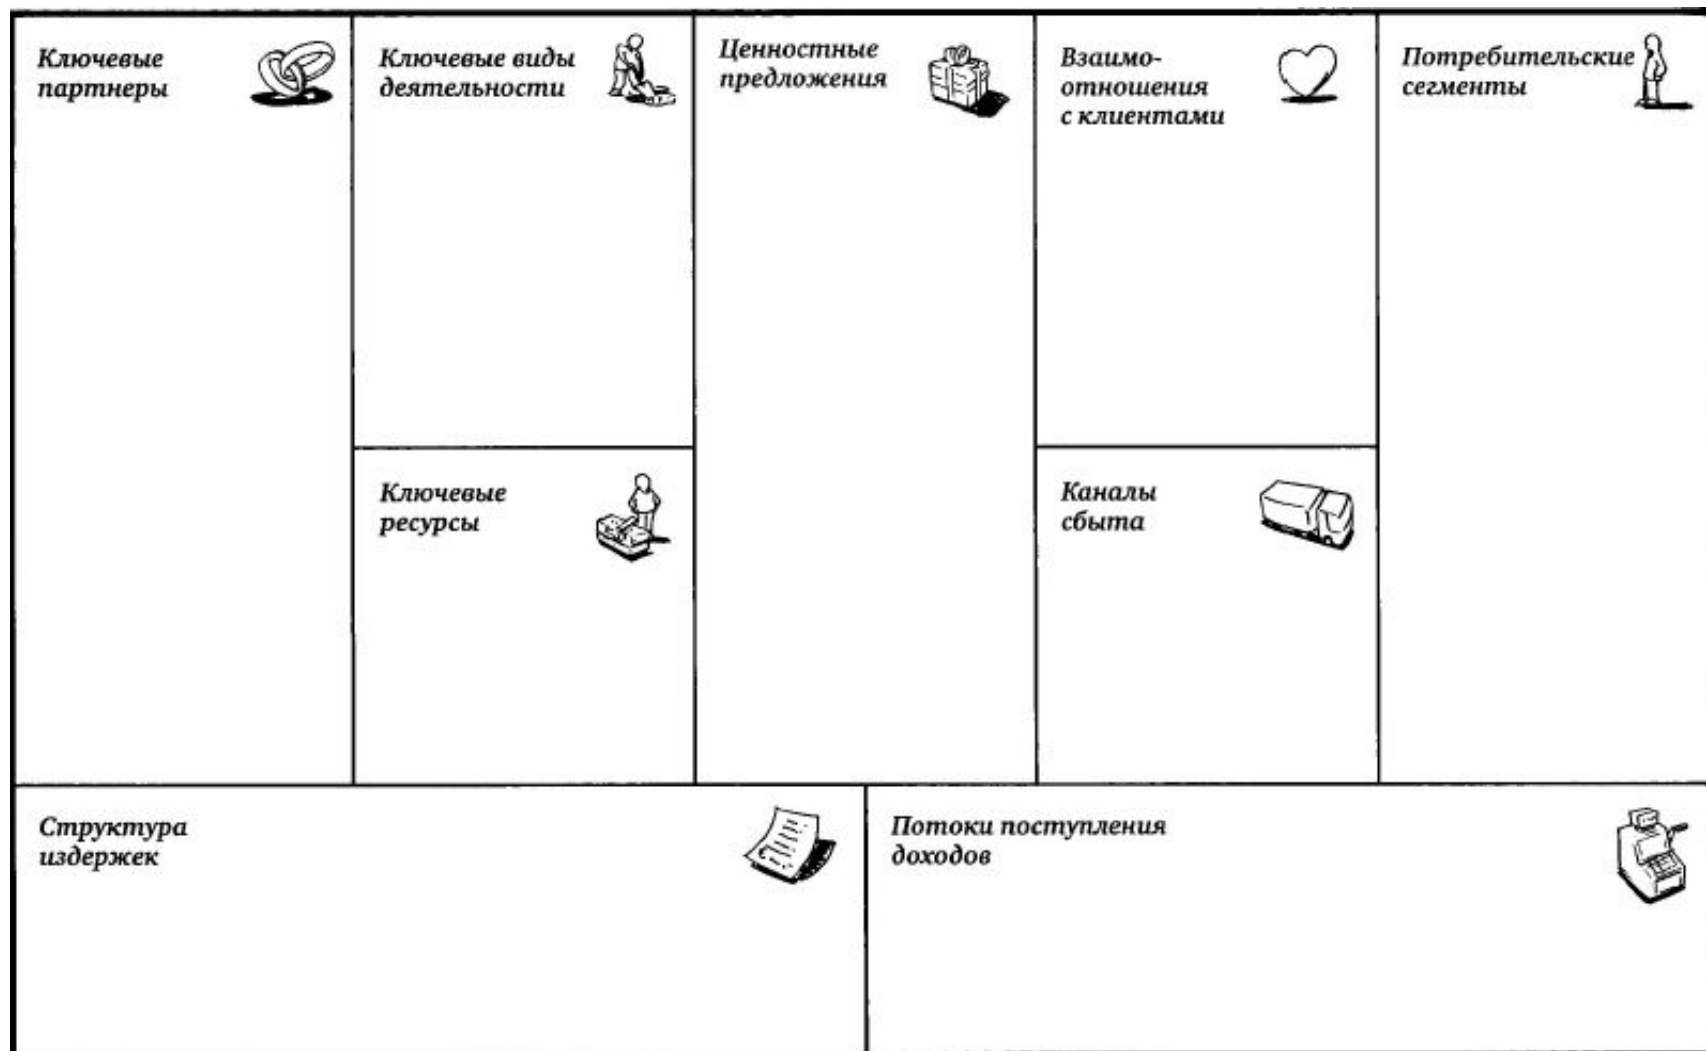 Ключевые
партнеры
Ключевые виды
деятельности
Ключевые
ресурсы
Ценностные
предложения
Взаимо-
отношения
с клиентами
Каналы
сбыта
Потребительские
сегменты
Структура
издержек
Потоки поступления
доходов